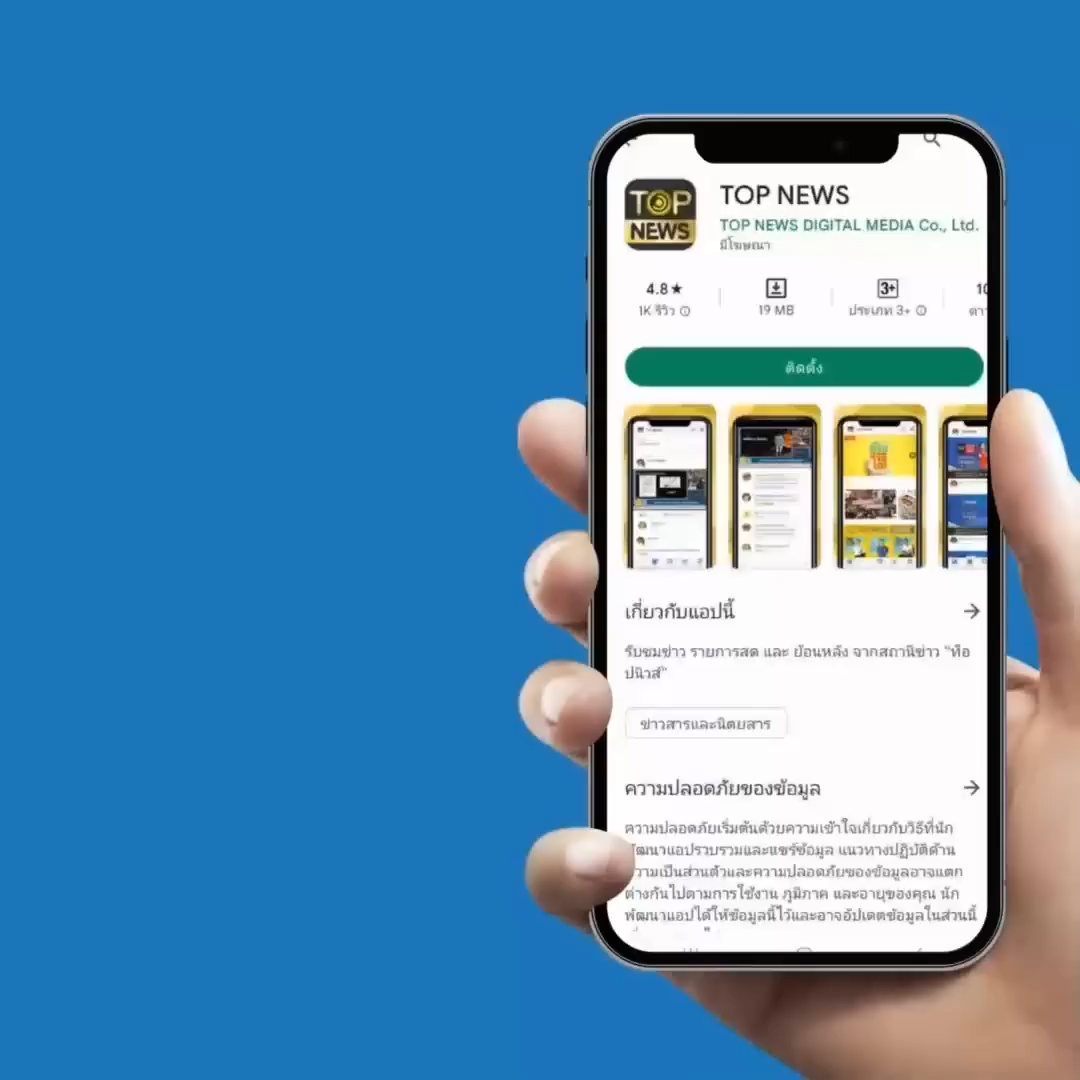 TOP NEWS
TOP NEWS
TOP NEWS DIGITAL MEDIA Co., Ltd.
มีโฆษณา
4.8★
1K รีวิว
19 MB
3+
ประเภท 3+
10
ติดตั้ง
เกี่ยวกับแอปนี้
รับชมข่าว รายการสด และ ย้อนหลัง จากสถานีข่าว "ท็อ
ปนิวส์"
ข่าวสารและนิตยสาร
ความปลอดภัยของข้อมูล
ความปลอดภัยเริ่มต้นด้วยความเข้าใจเกี่ยวกับวิธีที่นัก
พัฒนาแอปรวบรวมและแชร์ข้อมูล แนวทางปฏิบัติด้าน
ความเป็นส่วนตัวและความปลอดภัยของข้อมูลอาจแตก
ต่างกันไปตามการใช้งาน ภูมิภาค และอายุของคุณ นัก
พัฒนาแอปได้ให้ข้อมูลนี้ไว้และอาจอัปเดตข้อมูลในส่วนนี้